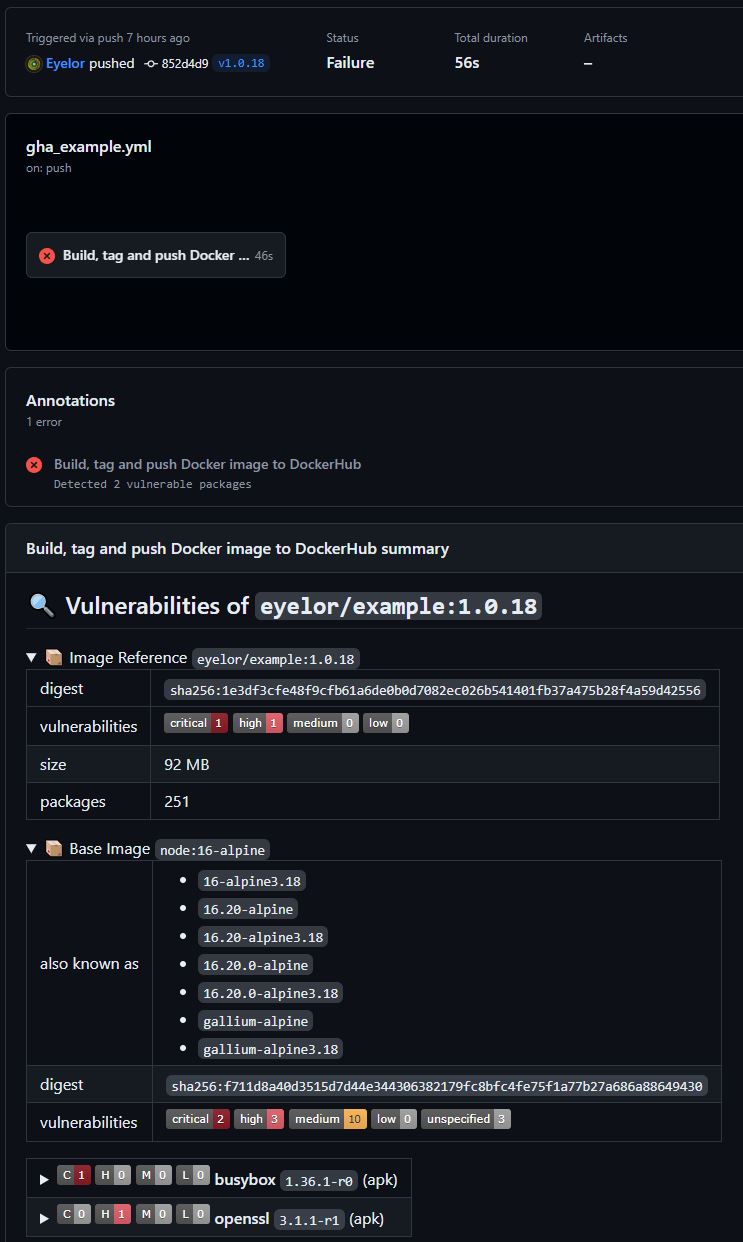 Triggered via push 7 hours ago
Status
Total duration
Artifacts
Eyelor pushed 852d4d9 v1.0.18
Failure
56s
–
gha_example.yml
on: push
Build, tag and push Docker ... 46s
Annotations
1 error
Build, tag and push Docker image to DockerHub
Detected 2 vulnerable packages
Build, tag and push Docker image to DockerHub summary
Vulnerabilities of eyelor/example:1.0.18
Image Reference eyelor/example:1.0.18
digest sha256:1e3df3cfe48f9cfb61a6de0b0d7082ec026b541401fb37a475b28f4a59d42556
vulnerabilities critical 1 high 1 medium 0 low 0
size 92 MB
packages 251
Base Image node:16-alpine
also known as
16-alpine3.18
16.20-alpine
16.20-alpine3.18
16.20.0-alpine
16.20.0-alpine3.18
gallium-alpine
gallium-alpine3.18
digest sha256:f711d8a40d3515d7d44e344306382179fc8bfc4fe75f1a77b27a686a88649430
vulnerabilities critical 2 high 3 medium 10 low 0 unspecified 3
C 1 H 0 M 0 L 0 busybox 1.36.1-r0 (apk)
C 0 H 1 M 0 L 0 openssl 3.1.1-r1 (apk)